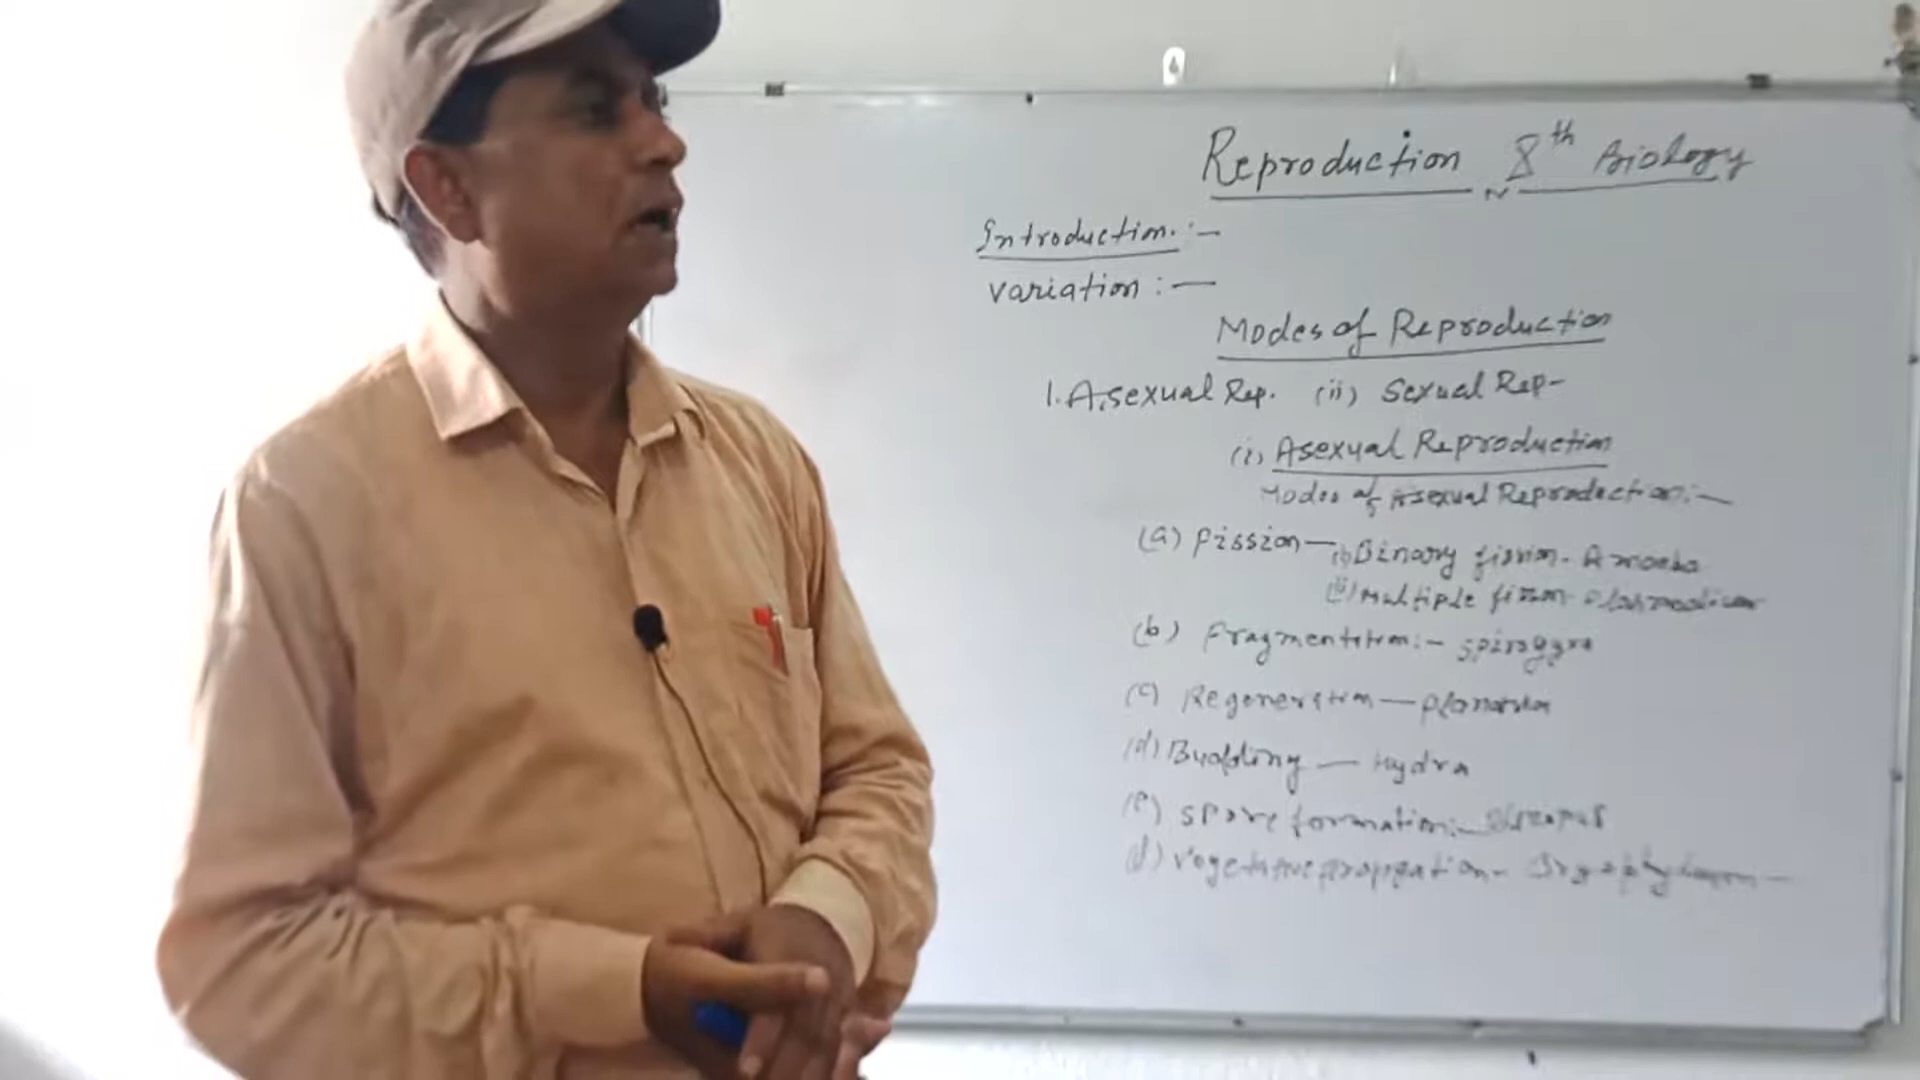 Reproduction ~ 8th Biology
Introduction :-
Variation :-
Modes of Reproduction
1. Asexual Rep. (ii) Sexual Rep-
(i) Asexual Reproduction
Modes of Asexual Reproduction :-
(a) Fission - (i) Binary fission - Amoeba
(ii) Multiple fission
(b) Fragmentation :- Spirogyra
(c) Regeneration - Planaria
(d) Budding - Hydra
(e) Spore formation :-
Vegetative